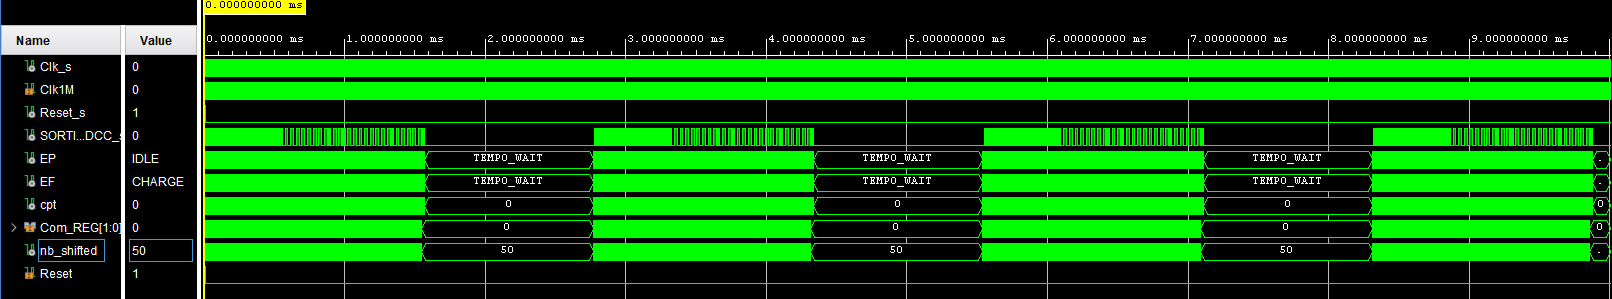 0.000000000 ms
Name Value 0.000000000 ms 1.000000000 ms 2.000000000 ms 3.000000000 ms 4.000000000 ms 5.000000000 ms 6.000000000 ms 7.000000000 ms 8.000000000 ms 9.000000000 ms
Clk_s 0
Clk1M 0
Reset_s 1
SORTI...DCC_s 0
EP IDLE TEMPO_WAIT TEMPO_WAIT TEMPO_WAIT .
EF CHARGE TEMPO_WAIT TEMPO_WAIT TEMPO_WAIT .
cpt 0 0 0 0 0
Com_REG[1:0] 0 0 0 0 0
nb_shifted 50 50 50 50 .
Reset 1